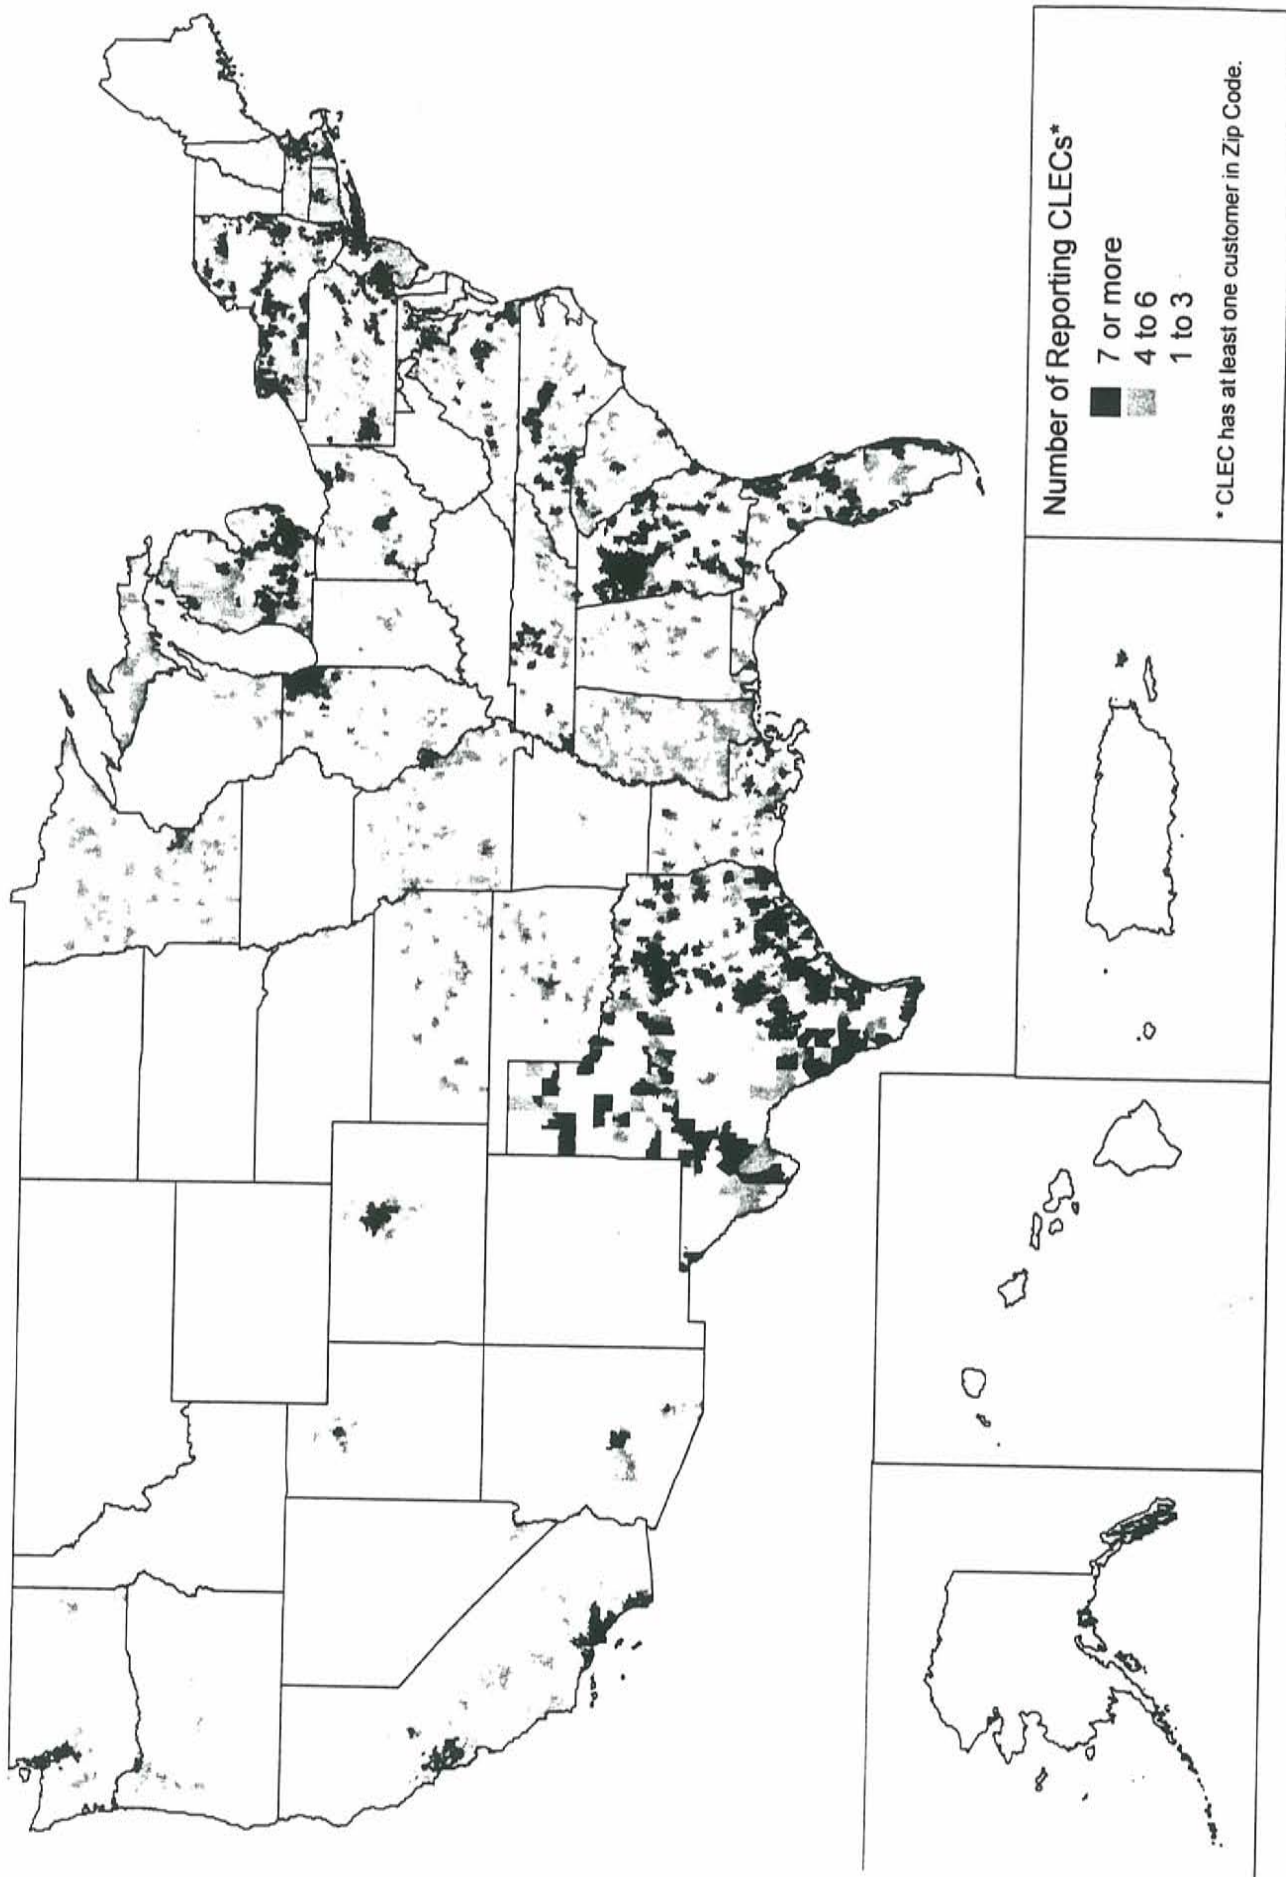 Number of Reporting CLECs*
7 or more
4 to 6
1 to 3
* CLEC has at least one customer in Zip Code.